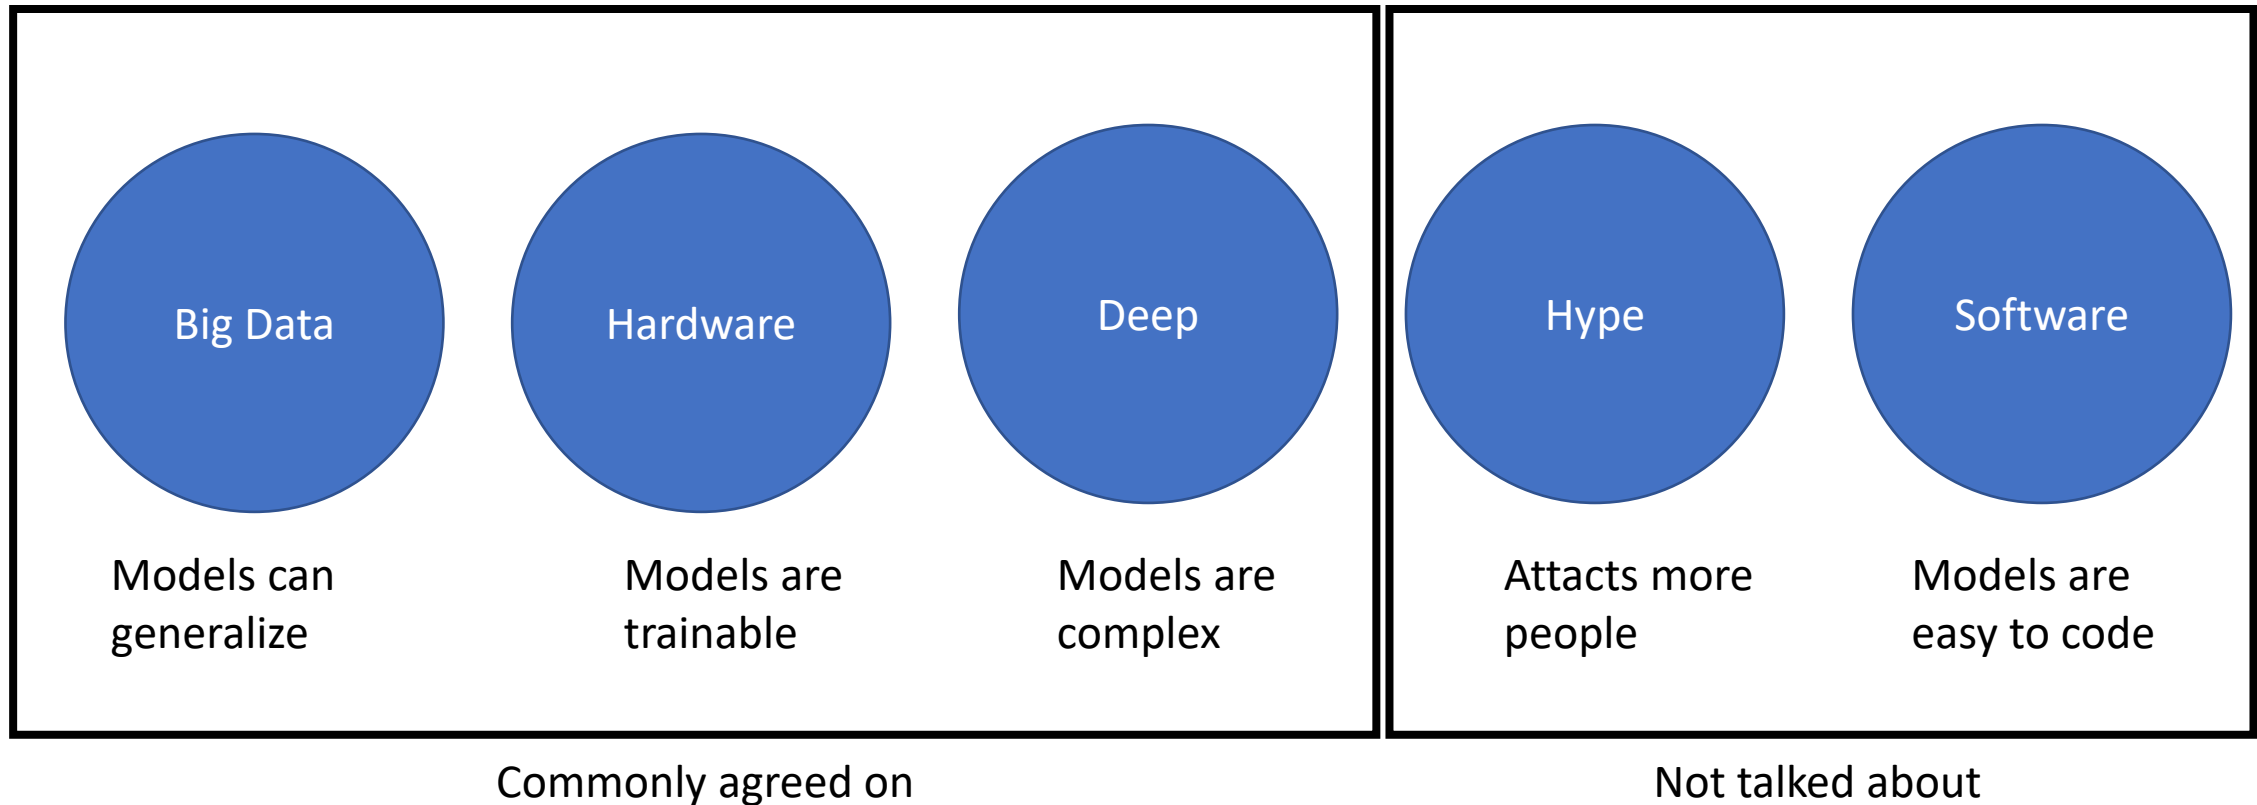 Big Data
Hardware
Deep
Hype
Software
Models can
generalize
Models are
trainable
Models are
complex
Attacts more
people
Models are
easy to code
Commonly agreed on
Not talked about